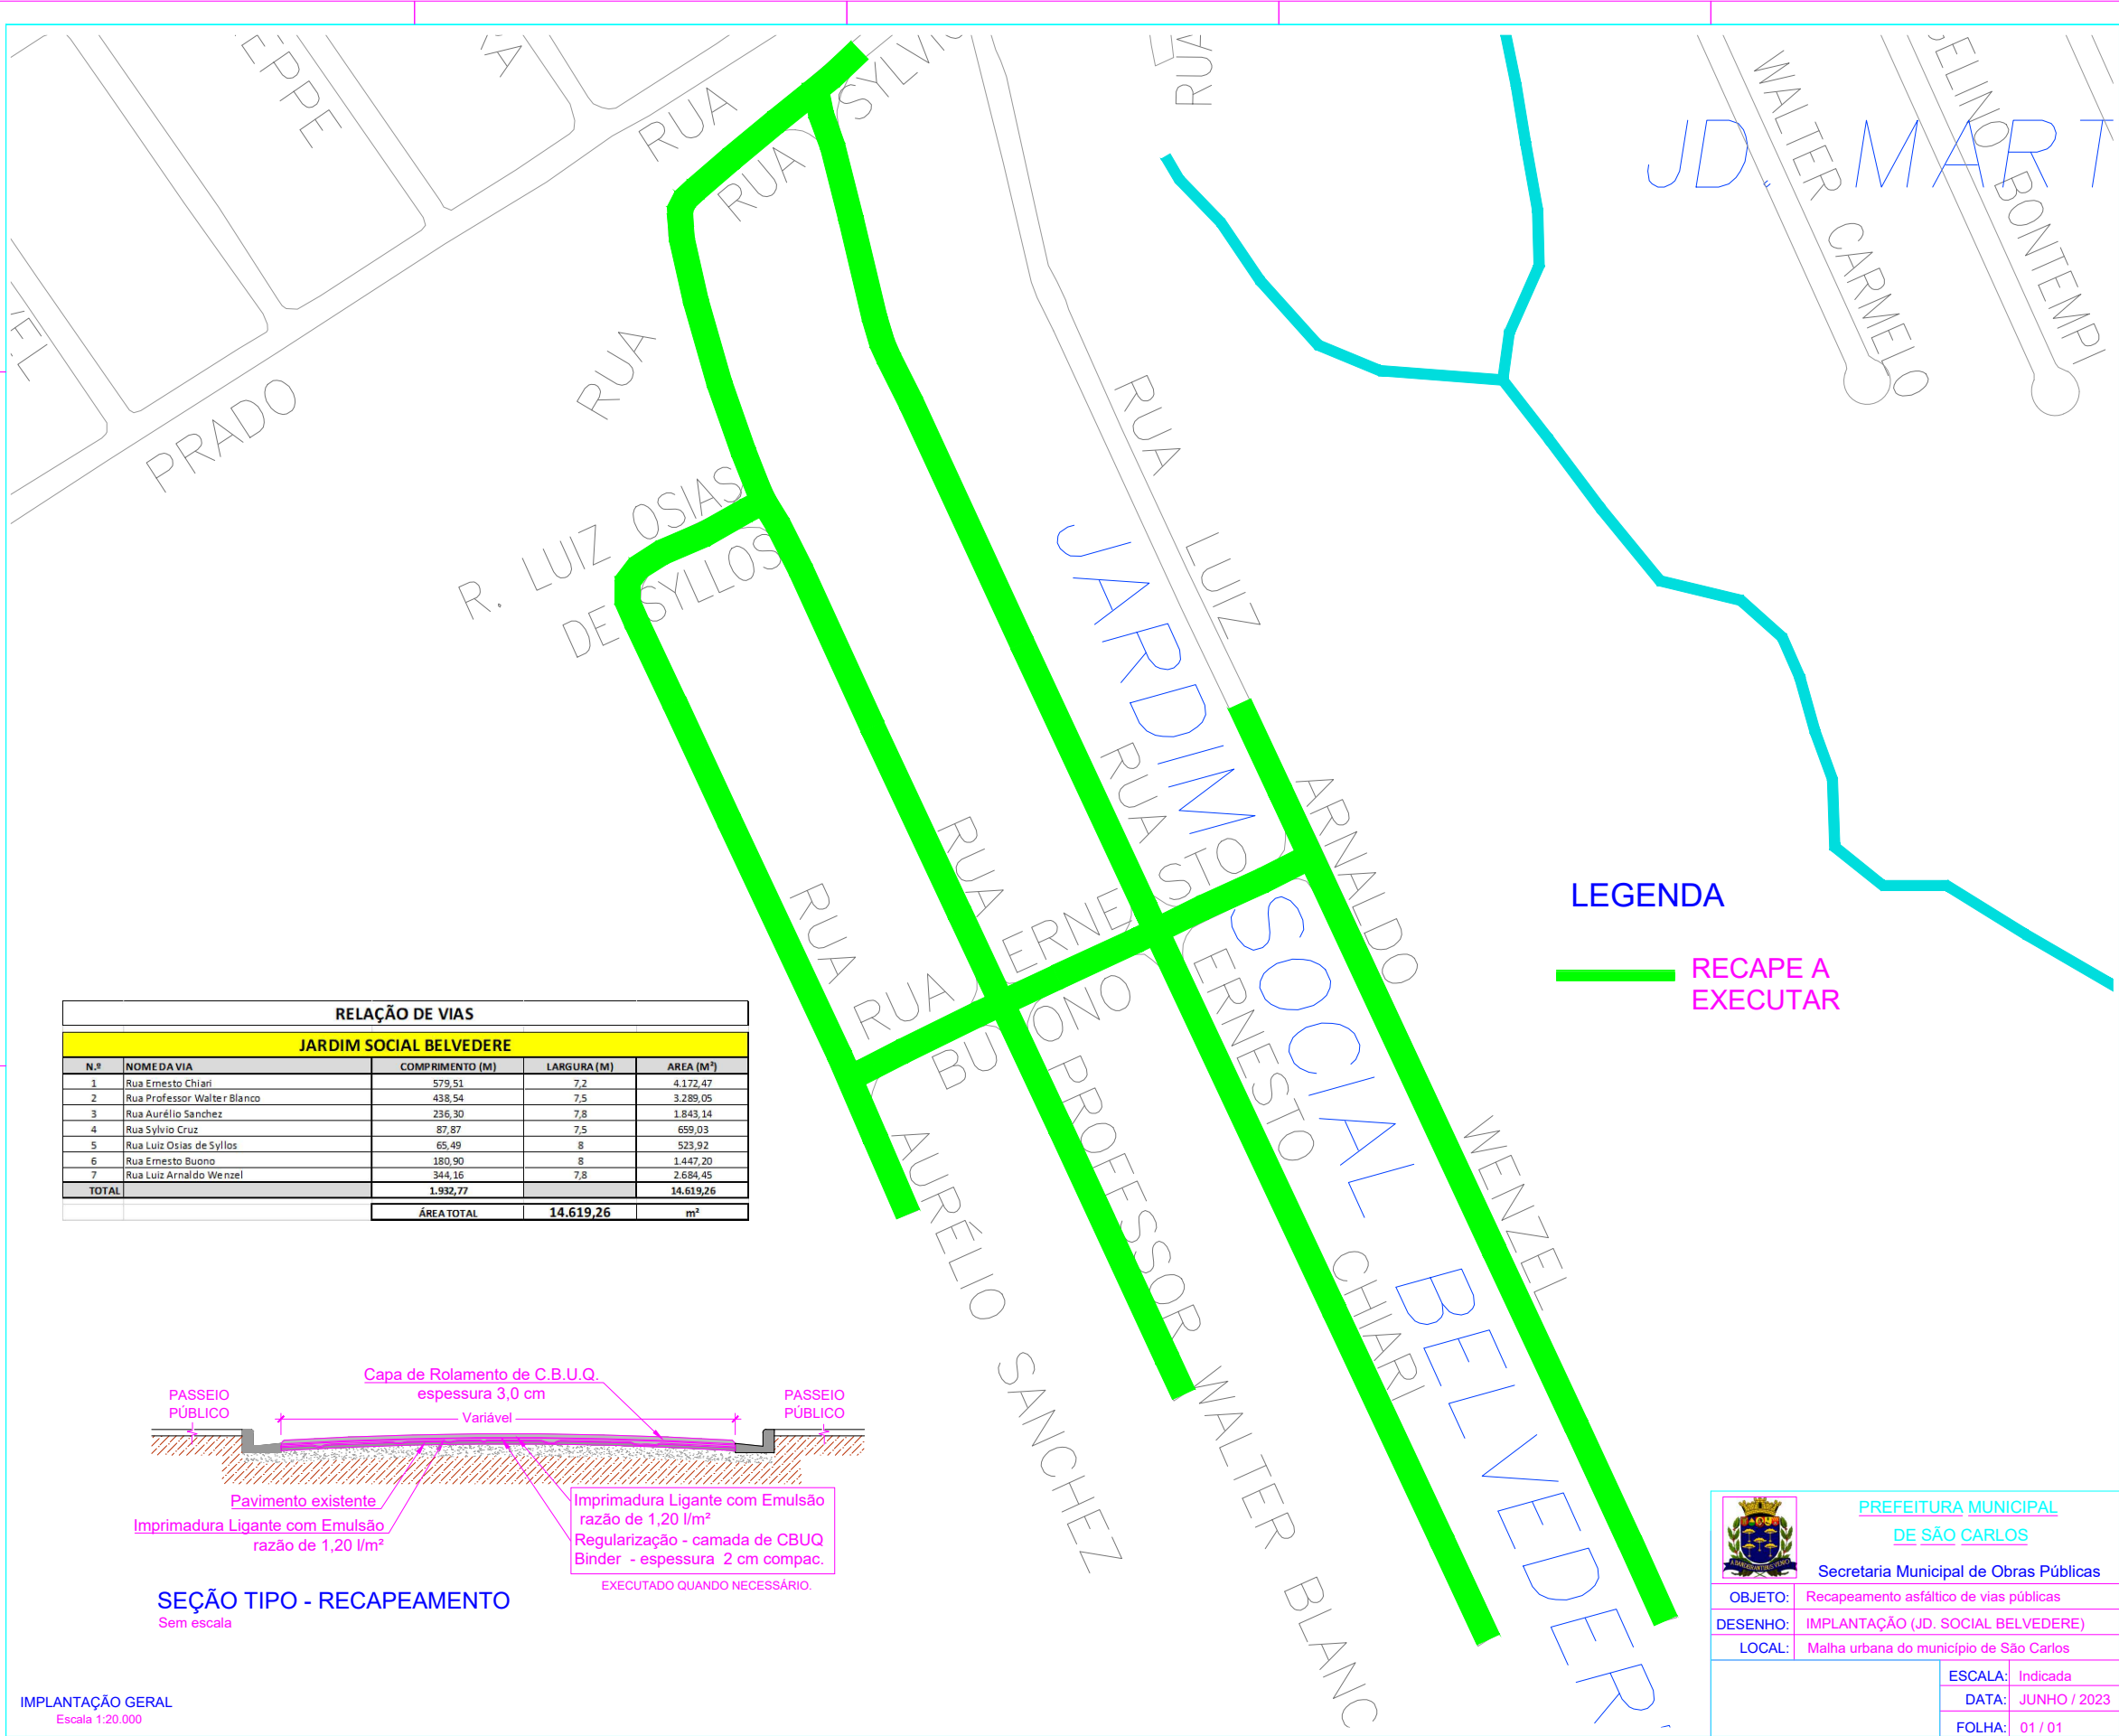 EPPE
RUA
RUA SYLVIO
RUA
WALTER CARMELO
SELINO BONTEMPI
JD. MART
EL
PRADO
RUA
R. LUIZ OSIAS
DE SYLLOS
RUA LUIZ ARNALDO WENZEL
JARDIM SOCIAL BELVEDER
RUA ERNESTO CHIARI
RUA PROFESSOR WALTER BLANC
RUA AURÉLIO SANCHEZ
RUA ERNESTO
BUONO
LEGENDA
RECAPE A
EXECUTAR
RELAÇÃO DE VIAS
JARDIM SOCIAL BELVEDERE
N.º NOME DA VIA COMPRIMENTO (M) LARGURA (M) AREA (M²)
1 Rua Ernesto Chiari 579,51 7,2 4.172,47
2 Rua Professor Walter Blanco 438,54 7,5 3.289,05
3 Rua Aurélio Sanchez 236,30 7,8 1.843,14
4 Rua Sylvio Cruz 87,87 7,5 659,03
5 Rua Luiz Osias de Syllos 65,49 8 523,92
6 Rua Ernesto Buono 180,90 8 1.447,20
7 Rua Luiz Arnaldo Wenzel 344,16 7,8 2.684,45
TOTAL 1.932,77 14.619,26
ÁREA TOTAL 14.619,26 m²
Capa de Rolamento de C.B.U.Q.
espessura 3,0 cm
PASSEIO
PÚBLICO
Variável
PASSEIO
PÚBLICO
Pavimento existente
Imprimadura Ligante com Emulsão
razão de 1,20 l/m²
Imprimadura Ligante com Emulsão
razão de 1,20 l/m²
Regularização - camada de CBUQ
Binder - espessura 2 cm compac.
EXECUTADO QUANDO NECESSÁRIO.
SEÇÃO TIPO - RECAPEAMENTO
Sem escala
IMPLANTAÇÃO GERAL
Escala 1:20.000
PREFEITURA MUNICIPAL
DE SÃO CARLOS
Secretaria Municipal de Obras Públicas
OBJETO: Recapeamento asfáltico de vias públicas
DESENHO: IMPLANTAÇÃO (JD. SOCIAL BELVEDERE)
LOCAL: Malha urbana do município de São Carlos
ESCALA: Indicada
DATA: JUNHO / 2023
FOLHA: 01 / 01